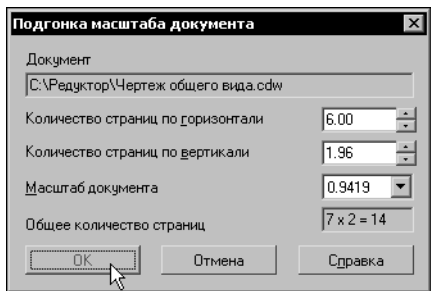 Подгонка масштаба документа
Документ
C:\Редуктор\Чертеж общего вида.cdw
Количество страниц по горизонтали 6.00
Количество страниц по вертикали 1.96
Масштаб документа 0.9419
Общее количество страниц 7 x 2 = 14
OK Отмена Справка